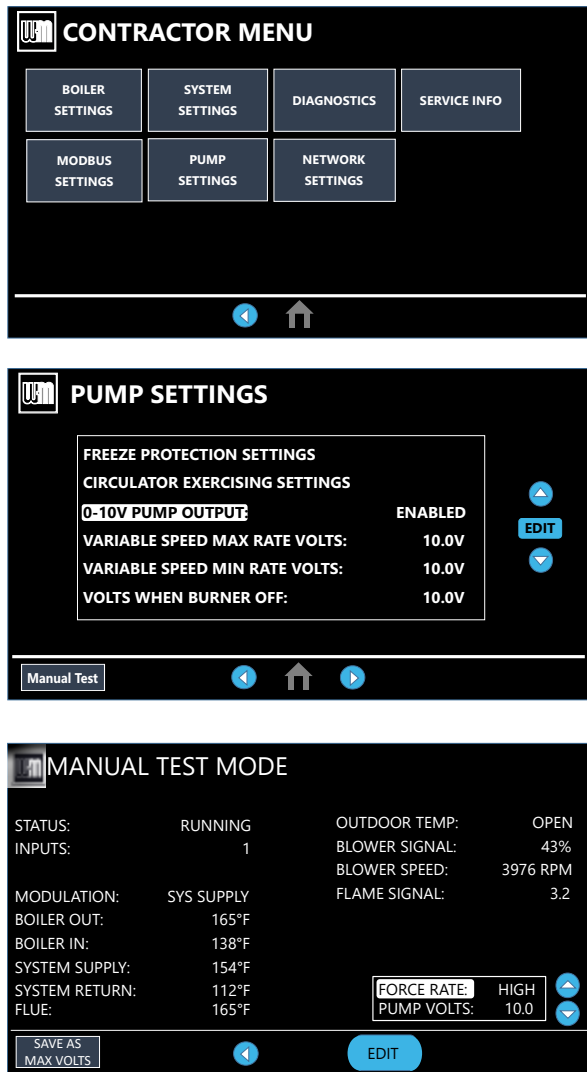 WM CONTRACTOR MENU
BOILER SETTINGS
SYSTEM SETTINGS
DIAGNOSTICS
SERVICE INFO
MODBUS SETTINGS
PUMP SETTINGS
NETWORK SETTINGS
WM PUMP SETTINGS
FREEZE PROTECTION SETTINGS
CIRCULATOR EXERCISING SETTINGS
0-10V PUMP OUTPUT: ENABLED
VARIABLE SPEED MAX RATE VOLTS: 10.0V
VARIABLE SPEED MIN RATE VOLTS: 10.0V
VOLTS WHEN BURNER OFF: 10.0V
EDIT
Manual Test
WM MANUAL TEST MODE
STATUS: RUNNING
INPUTS: 1
MODULATION: SYS SUPPLY
BOILER OUT: 165°F
BOILER IN: 138°F
SYSTEM SUPPLY: 154°F
SYSTEM RETURN: 112°F
FLUE: 165°F
OUTDOOR TEMP: OPEN
BLOWER SIGNAL: 43%
BLOWER SPEED: 3976 RPM
FLAME SIGNAL: 3.2
FORCE RATE: HIGH
PUMP VOLTS: 10.0
SAVE AS
MAX VOLTS
EDIT